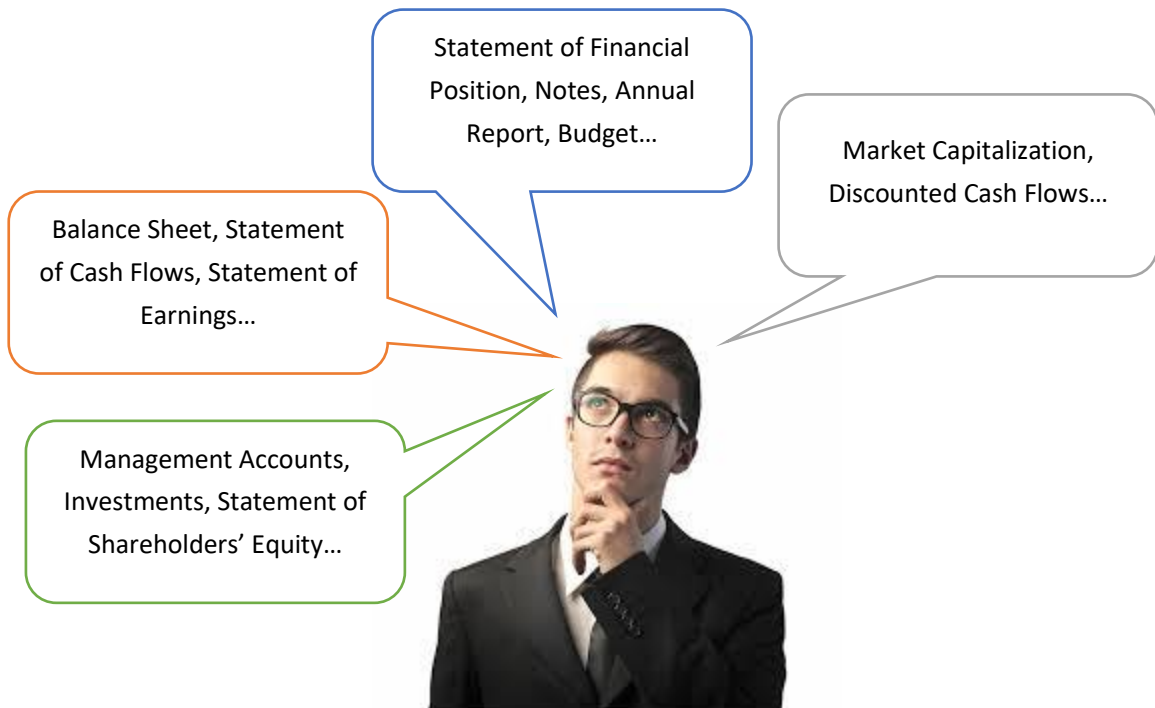 Statement of Financial
Position, Notes, Annual
Report, Budget…
Market Capitalization,
Discounted Cash Flows…
Balance Sheet, Statement
of Cash Flows, Statement of
Earnings…
Management Accounts,
Investments, Statement of
Shareholders’ Equity…